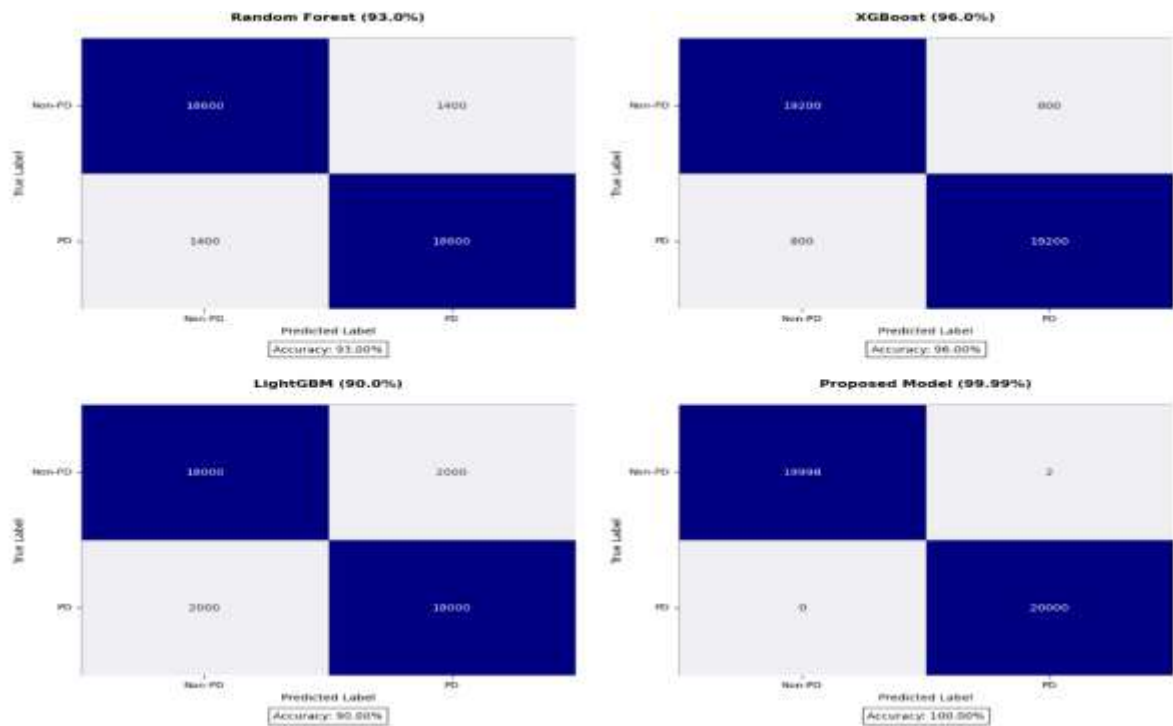 Random Forest (93.0%)
XGBoost (96.0%)
True Label
Non-PD
18600
1400
PD
1400
18600
Non-PD
PD
Predicted Label
Accuracy: 93.00%
True Label
Non-PD
19200
800
PD
800
19200
Non-PD
PD
Predicted Label
Accuracy: 96.00%
LightGBM (90.0%)
Proposed Model (99.99%)
True Label
Non-PD
18000
2000
PD
2000
18000
Non-PD
PD
Predicted Label
Accuracy: 90.00%
True Label
Non-PD
19998
2
PD
0
20000
Non-PD
PD
Predicted Label
Accuracy: 100.00%